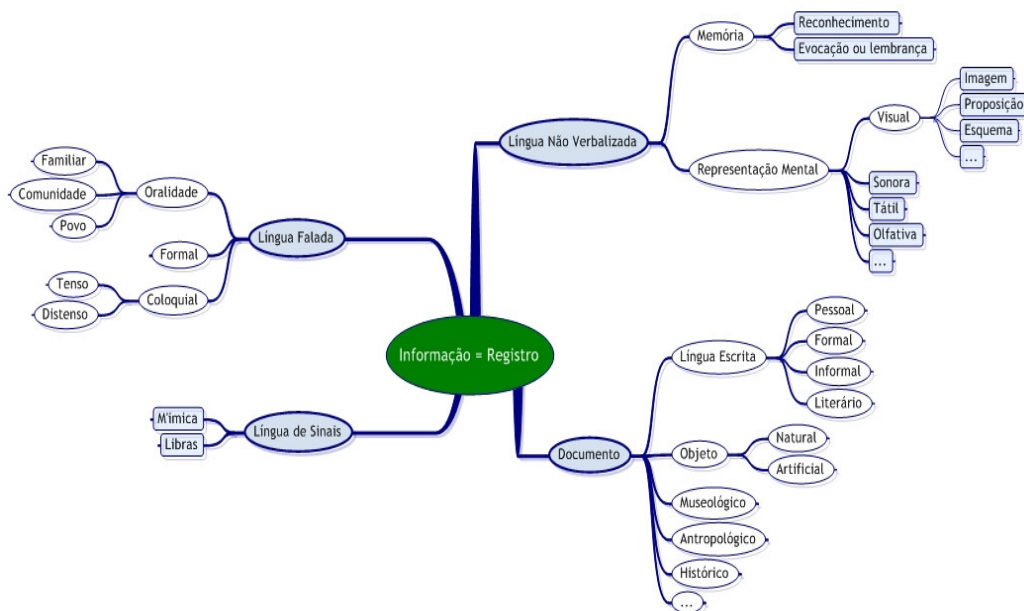 Informação = Registro
Língua Não Verbalizada
Memória
Reconhecimento
Evocação ou lembrança
Representação Mental
Visual
Imagem
Proposição
Esquema
...
Sonora
Tátil
Olfativa
...
Língua Falada
Oralidade
Familiar
Comunidade
Povo
Formal
Coloquial
Tenso
Distenso
Língua de Sinais
M'imica
Libras
Documento
Língua Escrita
Pessoal
Formal
Informal
Literário
Objeto
Natural
Artificial
Museológico
Antropológico
Histórico
...